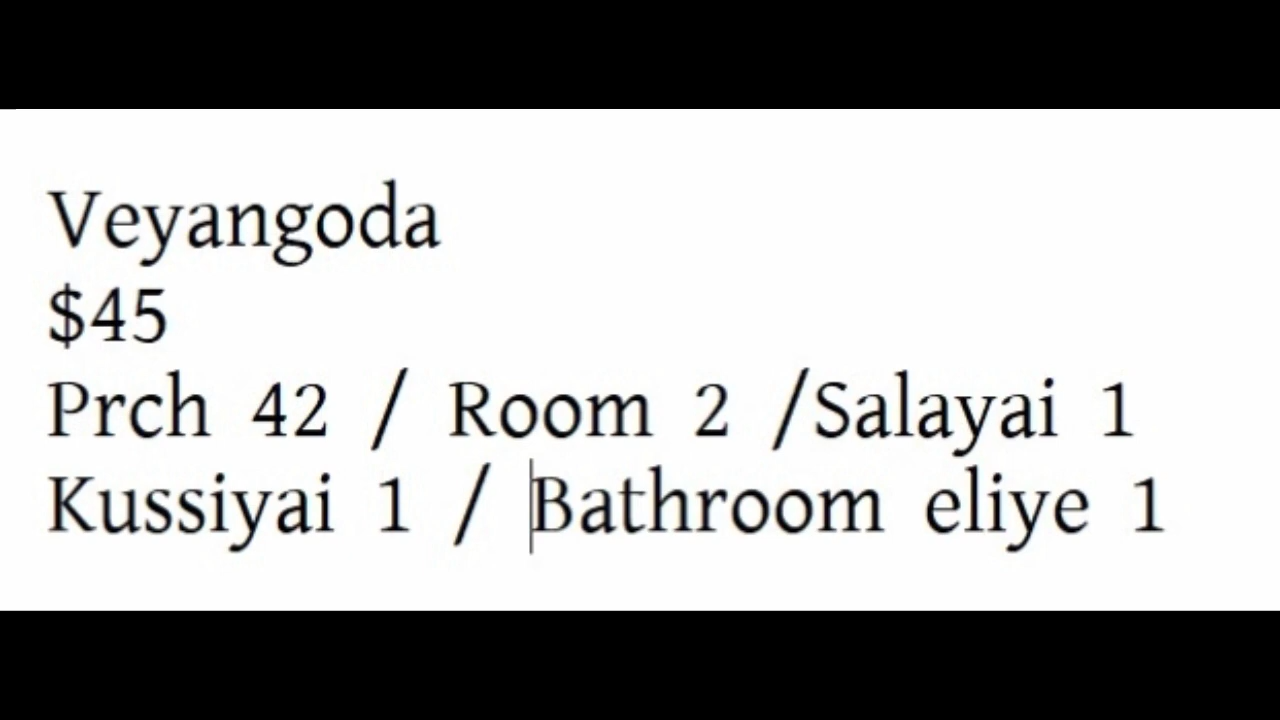 Veyangoda
$45
Prch 42 / Room 2 /Salayai 1
Kussiyai 1 / Bathroom eliye 1